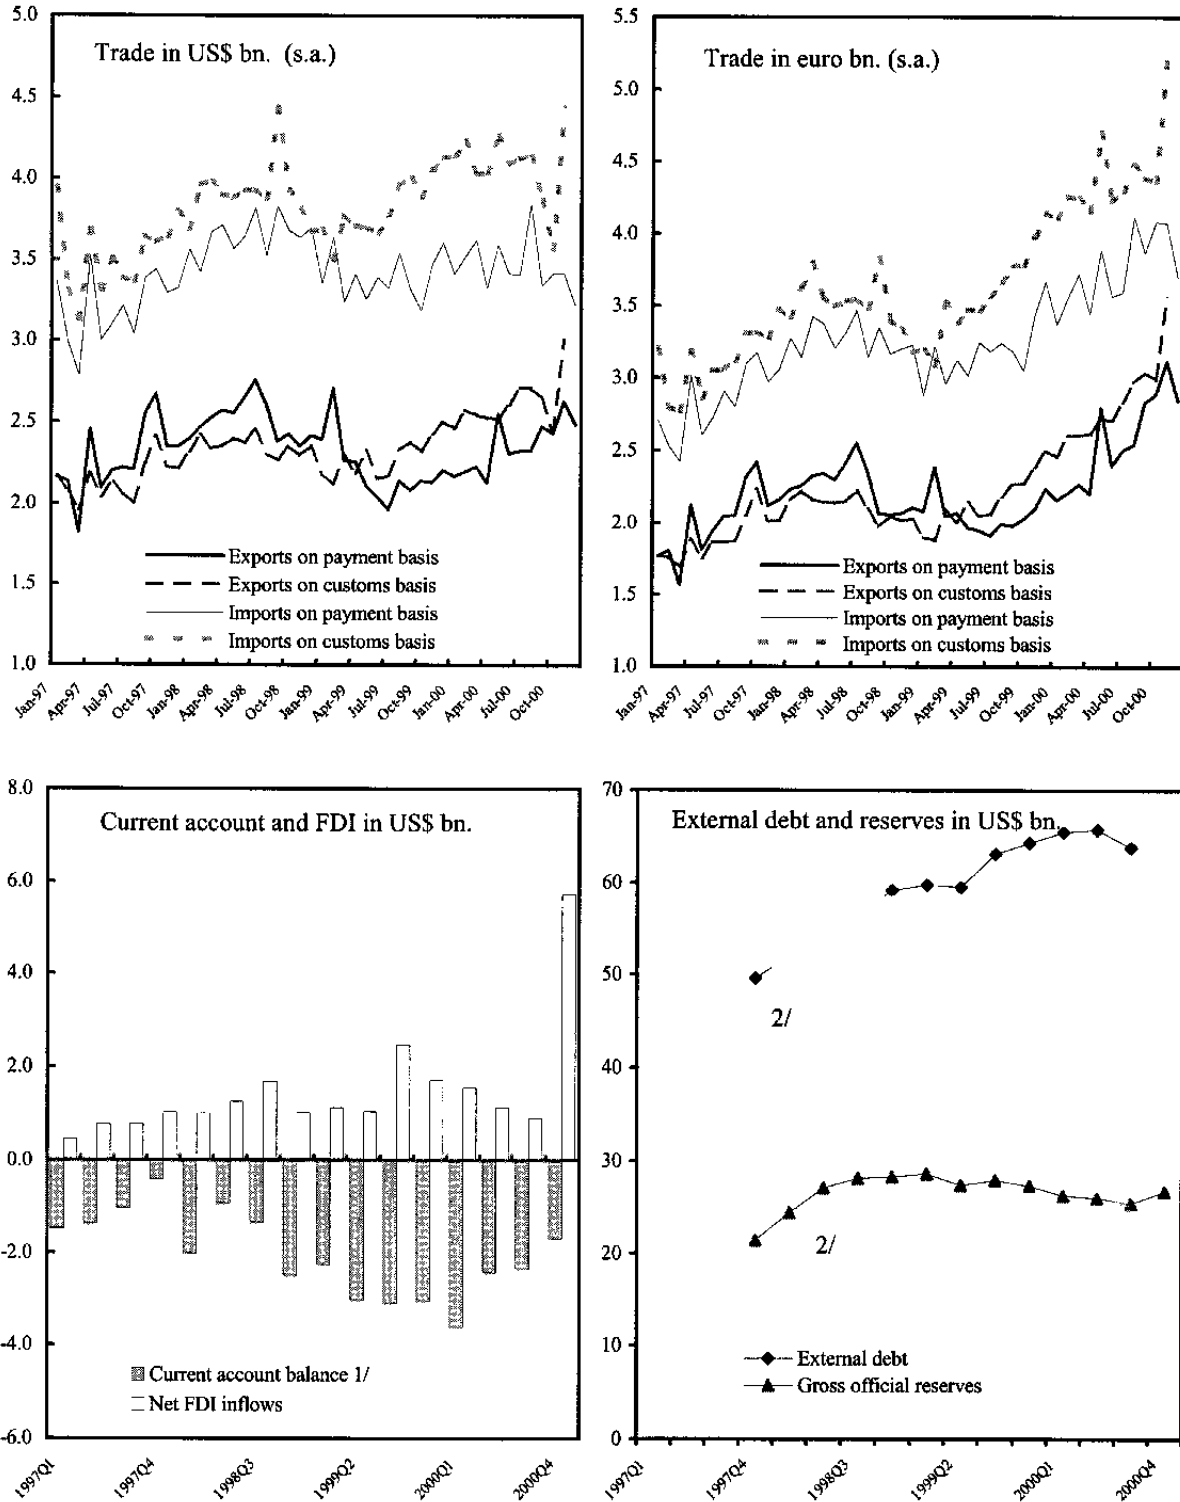 Trade in US$ bn. (s.a.)
5.0
4.5
4.0
3.5
3.0
2.5
2.0
1.5
1.0
Exports on payment basis
Exports on customs basis
Imports on payment basis
Imports on customs basis
Jan-97
Apr-97
Jul-97
Oct-97
Jan-98
Apr-98
Jul-98
Oct-98
Jan-99
Apr-99
Jul-99
Oct-99
Jan-00
Apr-00
Jul-00
Oct-00
Trade in euro bn. (s.a.)
5.5
5.0
4.5
4.0
3.5
3.0
2.5
2.0
1.5
1.0
Exports on payment basis
Exports on customs basis
Imports on payment basis
Imports on customs basis
Jan-97
Apr-97
Jul-97
Oct-97
Jan-98
Apr-98
Jul-98
Oct-98
Jan-99
Apr-99
Jul-99
Oct-99
Jan-00
Apr-00
Jul-00
Oct-00
Current account and FDI in US$ bn.
8.0
6.0
4.0
2.0
0.0
-2.0
-4.0
-6.0
Current account balance 1/
Net FDI inflows
1997Q1
1997Q4
1998Q3
1999Q2
2000Q1
2000Q4
External debt and reserves in US$ bn.
70
60
50
40
30
20
10
0
2/
2/
External debt
Gross official reserves
1997Q1
1997Q4
1998Q3
1999Q2
2000Q1
2000Q4